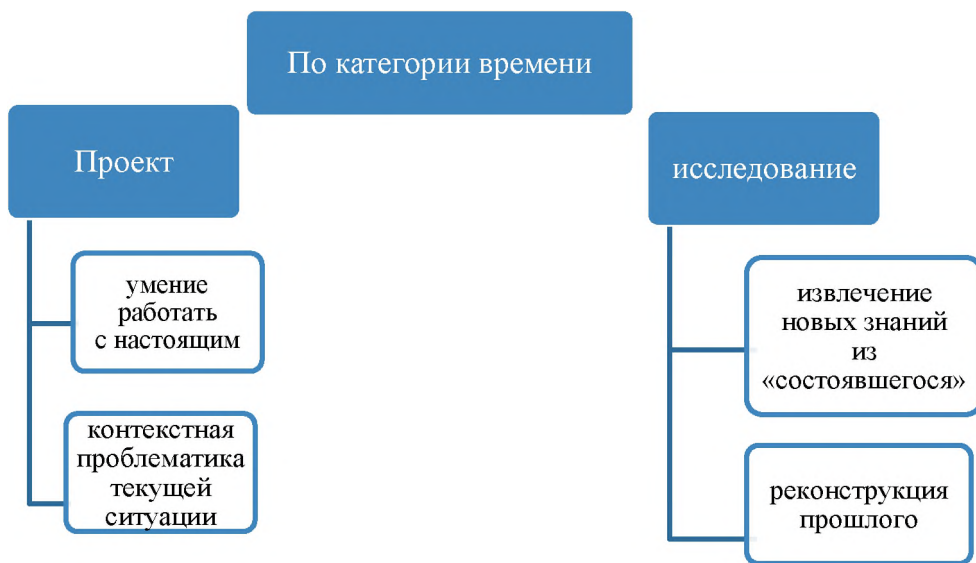 По категории времени
Проект
умение
работать
с настоящим
контекстная
проблематика
текущей
ситуации
исследование
извлечение
новых знаний
из
«состоявшегося»
реконструкция
прошлого